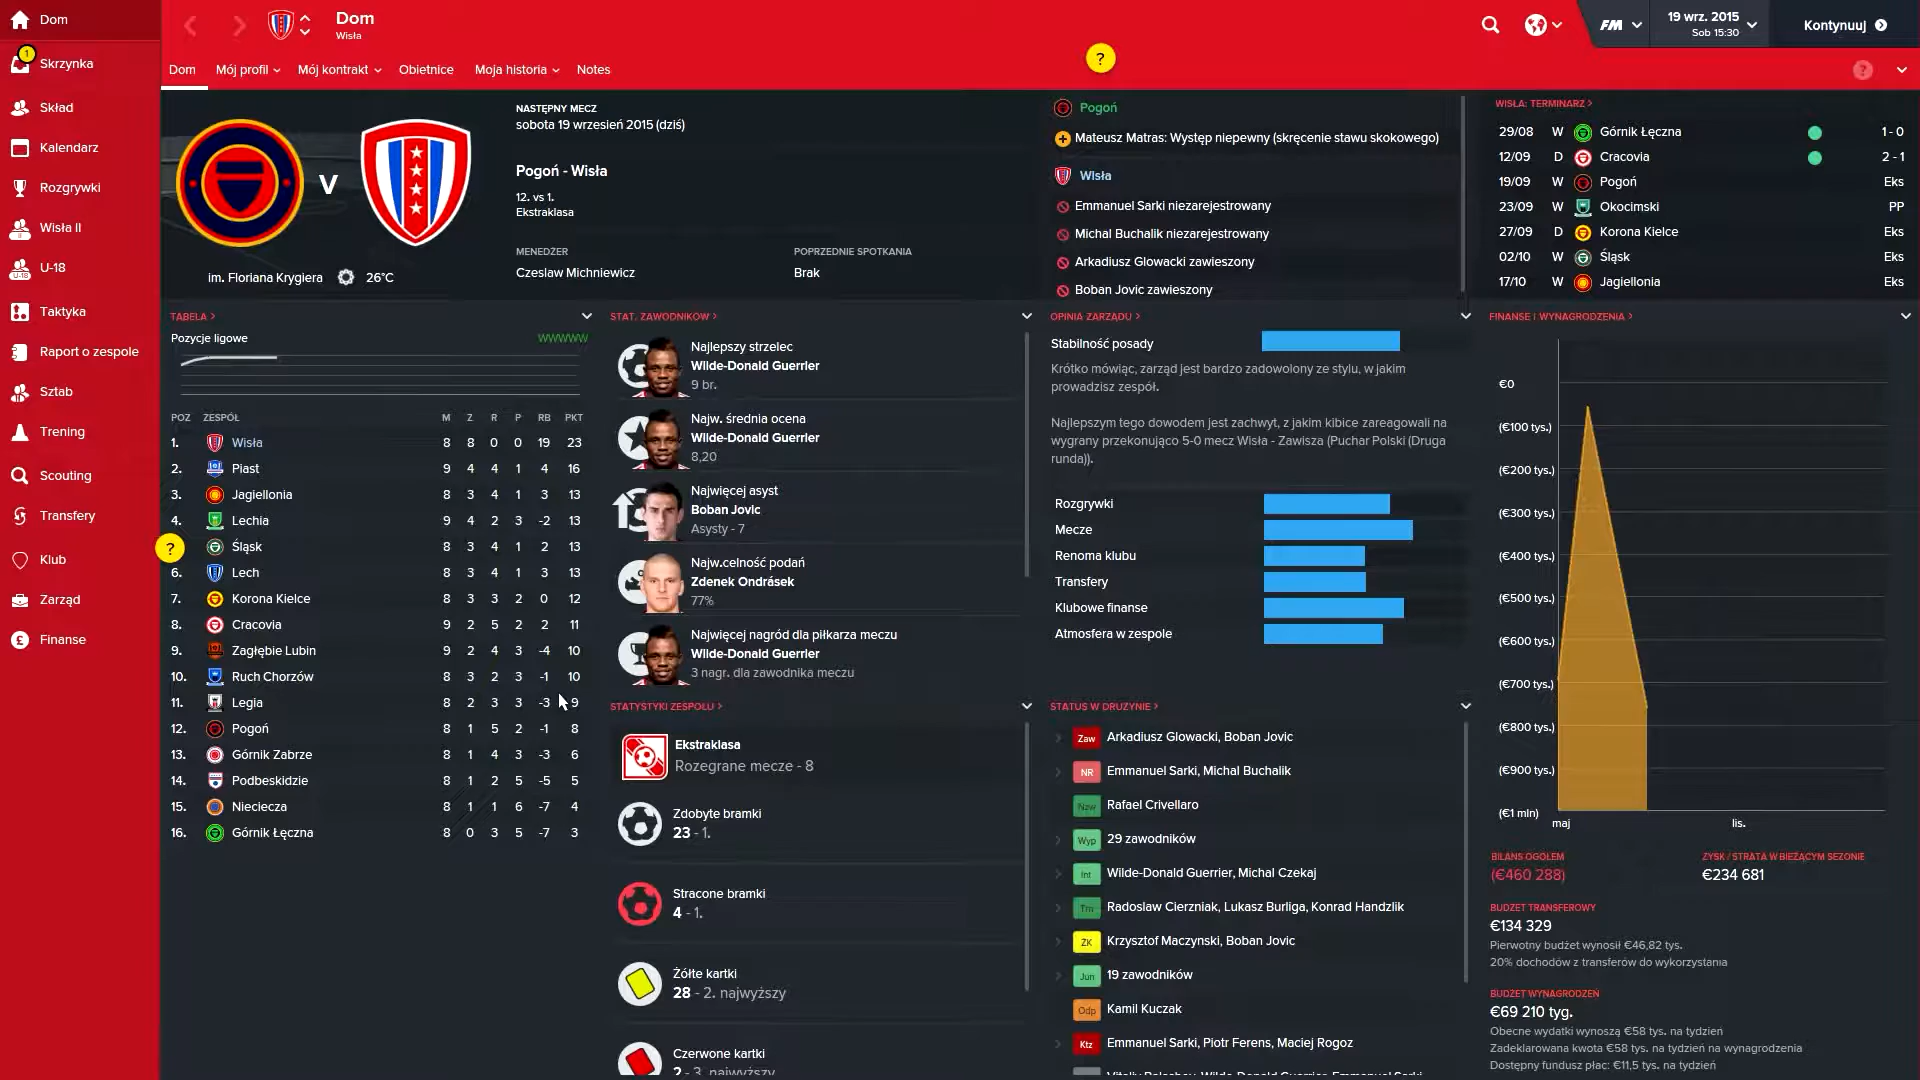 Dom
Skrzynka
1
Skład
Kalendarz
Rozgrywki
Wisła II
U-18
Taktyka
Raport o zespole
Sztab
Trening
Scouting
Transfery
Klub
Zarząd
Finanse
Dom
Wisła
FM
19 wrz. 2015
Sob 15:30
Kontynuuj
Dom Mój profil Mój kontrakt Obietnice Moja historia Notes
?
?
?
V
im. Floriana Krygiera 26°C
NASTĘPNY MECZ
sobota 19 wrzesień 2015 (dziś)
Pogoń - Wisła
12. vs 1.
Ekstraklasa
MENEDŻER
Czeslaw Michniewicz
POPRZEDNIE SPOTKANIA
Brak
Pogoń
Mateusz Matras: Występ niepewny (skręcenie stawu skokowego)
Wisła
Emmanuel Sarki niezarejestrowany
Michal Buchalik niezarejestrowany
Arkadiusz Glowacki zawieszony
Boban Jovic zawieszony
WISŁA: TERMINARZ >
29/08 W Górnik Łęczna 1 - 0
12/09 D Cracovia 2 - 1
19/09 W Pogoń Eks
23/09 W Okocimski PP
27/09 D Korona Kielce Eks
02/10 W Śląsk Eks
17/10 W Jagiellonia Eks
TABELA >
Pozycje ligowe WWWWW
POZ ZESPÓŁ M Z R P RB PKT
1. Wisła 8 8 0 0 19 23
2. Piast 9 4 4 1 4 16
3. Jagiellonia 8 3 4 1 3 13
4. Lechia 9 4 2 3 -2 13
Śląsk 8 3 4 1 2 13
6. Lech 8 3 4 1 3 13
7. Korona Kielce 8 3 3 2 0 12
8. Cracovia 9 2 5 2 2 11
9. Zagłębie Lubin 9 2 4 3 -4 10
10. Ruch Chorzów 8 3 2 3 -1 10
11. Legia 8 2 3 3 -3 9
12. Pogoń 8 1 5 2 -1 8
13. Górnik Zabrze 8 1 4 3 -3 6
14. Podbeskidzie 8 1 2 5 -5 5
15. Nieciecza 8 1 1 6 -7 4
16. Górnik Łęczna 8 0 3 5 -7 3
STAT. ZAWODNIKÓW >
Najlepszy strzelec
Wilde-Donald Guerrier
9 br.
Najw. średnia ocena
Wilde-Donald Guerrier
8,20
Najwięcej asyst
Boban Jovic
Asysty - 7
Najw.celność podań
Zdenek Ondrásek
77%
Najwięcej nagród dla piłkarza meczu
Wilde-Donald Guerrier
3 nagr. dla zawodnika meczu
STATYSTYKI ZESPOŁU >
Ekstraklasa
Rozegrane mecze - 8
Zdobyte bramki
23 - 1.
Stracone bramki
4 - 1.
Żółte kartki
28 - 2. najwyższy
Czerwone kartki
2 - 3. najwyższy
OPINIA ZARZĄDU >
Stabilność posady
Krótko mówiąc, zarząd jest bardzo zadowolony ze stylu, w jakim
prowadzisz zespół.
Najlepszym tego dowodem jest zachwyt, z jakim kibice zareagowali na
wygrany przekonująco 5-0 mecz Wisła - Zawisza (Puchar Polski (Druga
runda)).
Rozgrywki
Mecze
Renoma klubu
Transfery
Klubowe finanse
Atmosfera w zespole
STATUS W DRUŻYNIE >
Zaw Arkadiusz Glowacki, Boban Jovic
NR Emmanuel Sarki, Michal Buchalik
Nzw Rafael Crivellaro
Wyp 29 zawodników
Int Wilde-Donald Guerrier, Michal Czekaj
Trn Radoslaw Cierzniak, Lukasz Burliga, Konrad Handzlik
ZK Krzysztof Maczynski, Boban Jovic
Jun 19 zawodników
Odp Kamil Kuczak
Ktz Emmanuel Sarki, Piotr Ferens, Maciej Rogoz
FINANSE I WYNAGRODZENIA >
€0
(€100 tys.)
(€200 tys.)
(€300 tys.)
(€400 tys.)
(€500 tys.)
(€600 tys.)
(€700 tys.)
(€800 tys.)
(€900 tys.)
(€1 mln)
maj lis.
BILANS OGÓŁEM
(€460 288)
ZYSK / STRATA W BIEŻĄCYM SEZONIE
€234 681
BUDŻET TRANSFEROWY
€134 329
Pierwotny budżet wynosił €46,82 tys.
20% dochodów z transferów do wykorzystania
BUDŻET WYNAGRODZEŃ
€69 210 tyg.
Obecne wydatki wynoszą €58 tys. na tydzień
Zadeklarowana kwota €58 tys. na tydzień na wynagrodzenia
Dostępny fundusz płac: €11,5 tys. na tydzień